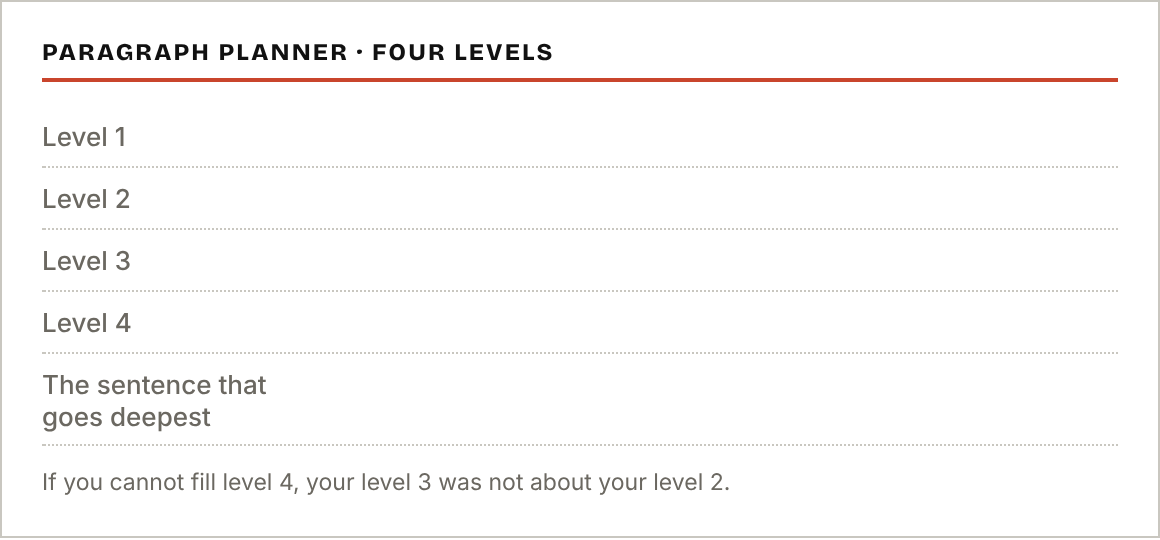 PARAGRAPH PLANNER · FOUR LEVELS
Level 1
Level 2
Level 3
Level 4
The sentence that
goes deepest
If you cannot fill level 4, your level 3 was not about your level 2.